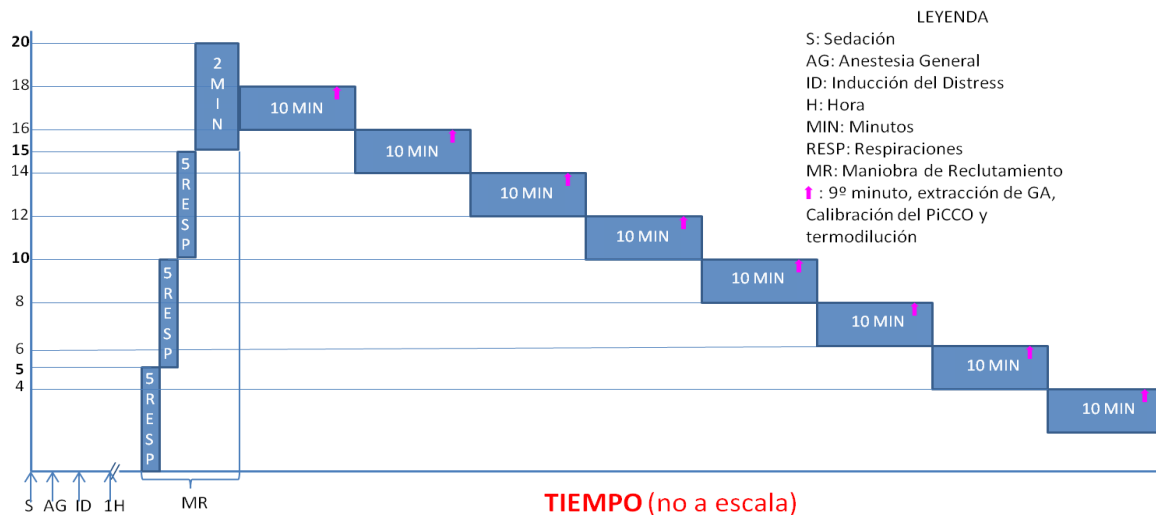 LEYENDA
S: Sedación
AG: Anestesia General
ID: Inducción del Distress
H: Hora
MIN: Minutos
RESP: Respiraciones
MR: Maniobra de Reclutamiento
⬆ : 9º minuto, extracción de GA,
Calibración del PiCCO y
termodilución
20
18
16
15
14
12
10
8
6
5
4
5 RESP
5 RESP
5 RESP
2 MIN
10 MIN
10 MIN
10 MIN
10 MIN
10 MIN
10 MIN
10 MIN
10 MIN
S AG ID 1H MR
TIEMPO (no a escala)